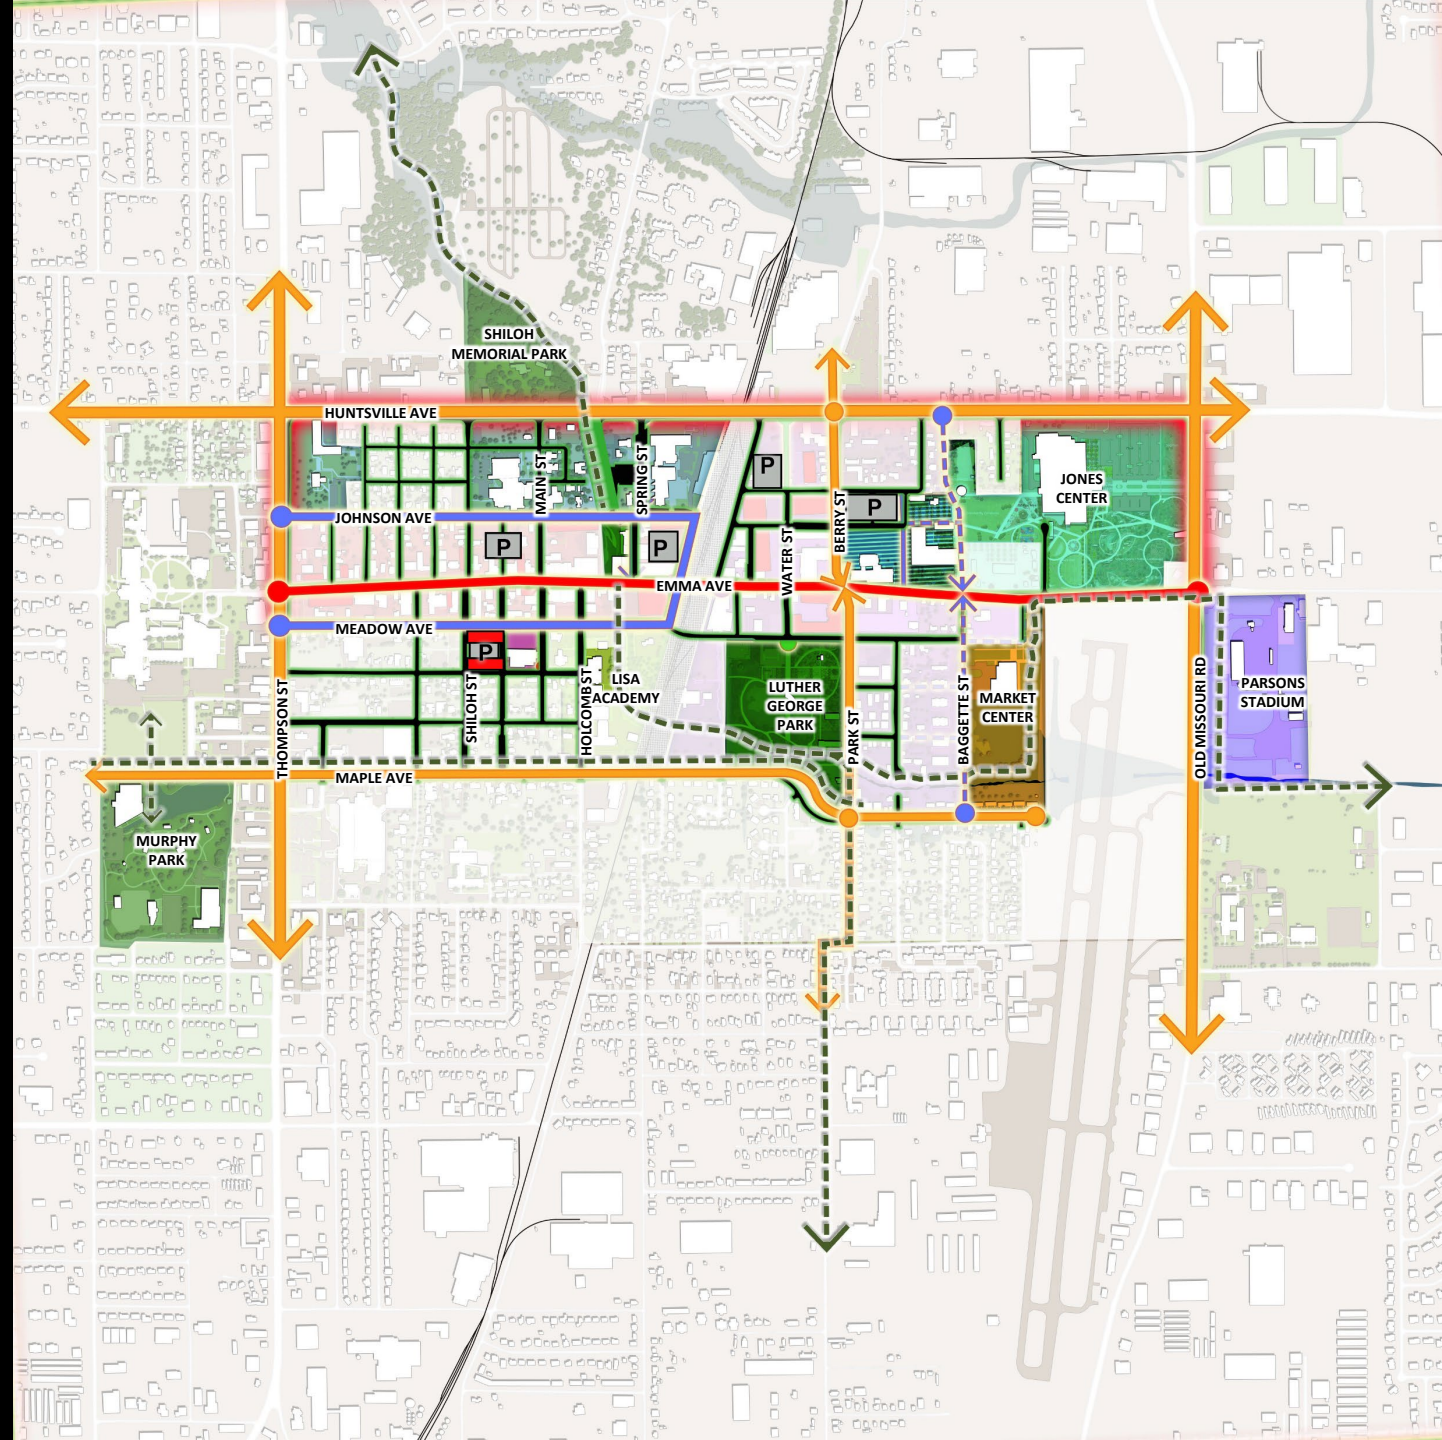 SHILOH
MEMORIAL PARK
HUNTSVILLE AVE
MAIN ST
SPRING ST
P
JONES
CENTER
P
BERRY ST
JOHNSON AVE
P
P
WATER ST
EMMA AVE
MEADOW AVE
P
SHILOH ST
HOLCOMB ST
LISA
ACADEMY
LUTHER
GEORGE
PARK
PARK ST
BAGGETTE ST
MARKET
CENTER
OLD MISSOURI RD
PARSONS
STADIUM
THOMPSON ST
MAPLE AVE
MURPHY
PARK